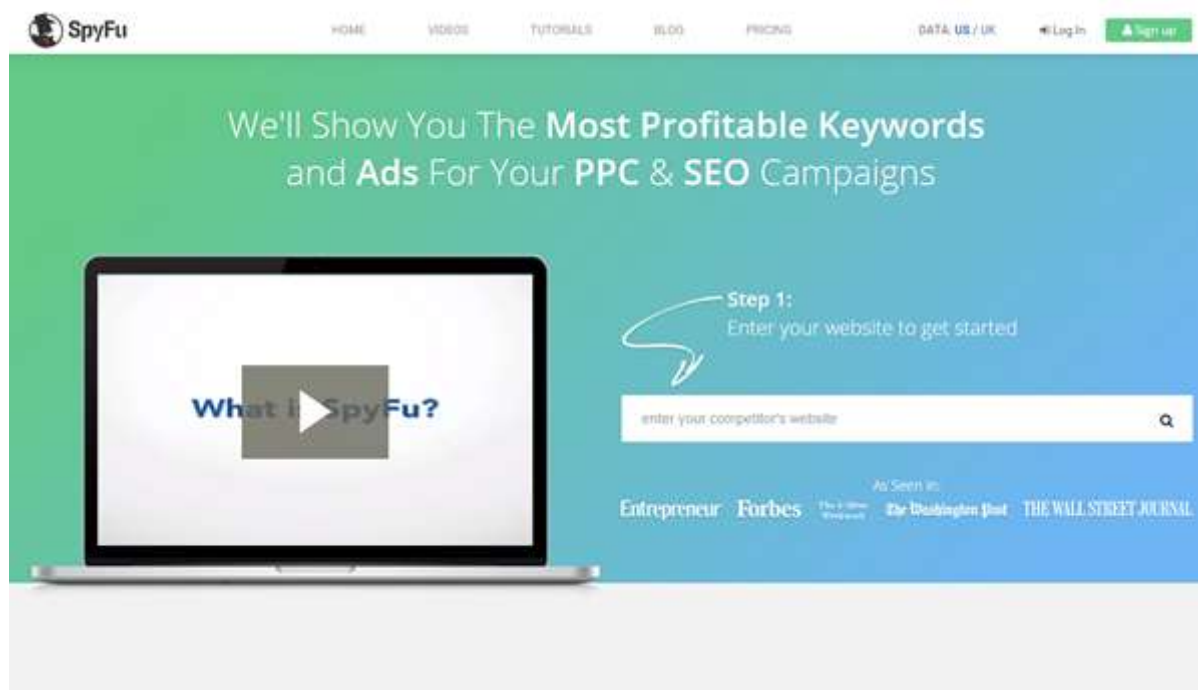 SpyFu
HOME VIDEOS TUTORIALS BLOG PRICING DATA: US / UK Log In Sign up
We'll Show You The Most Profitable Keywords
and Ads For Your PPC & SEO Campaigns
Step 1:
Enter your website to get started
What is SpyFu?
enter your competitor's website
As Seen in:
Entrepreneur Forbes The Washington Post THE WALL STREET JOURNAL